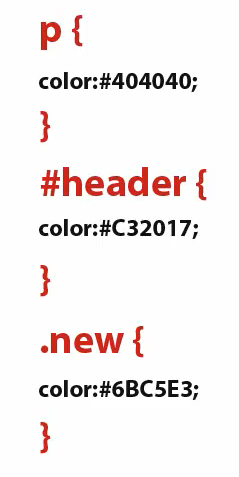 p {
color:#404040;
}
#header {
color:#C32017;
}
.new {
color:#6BC5E3;
}